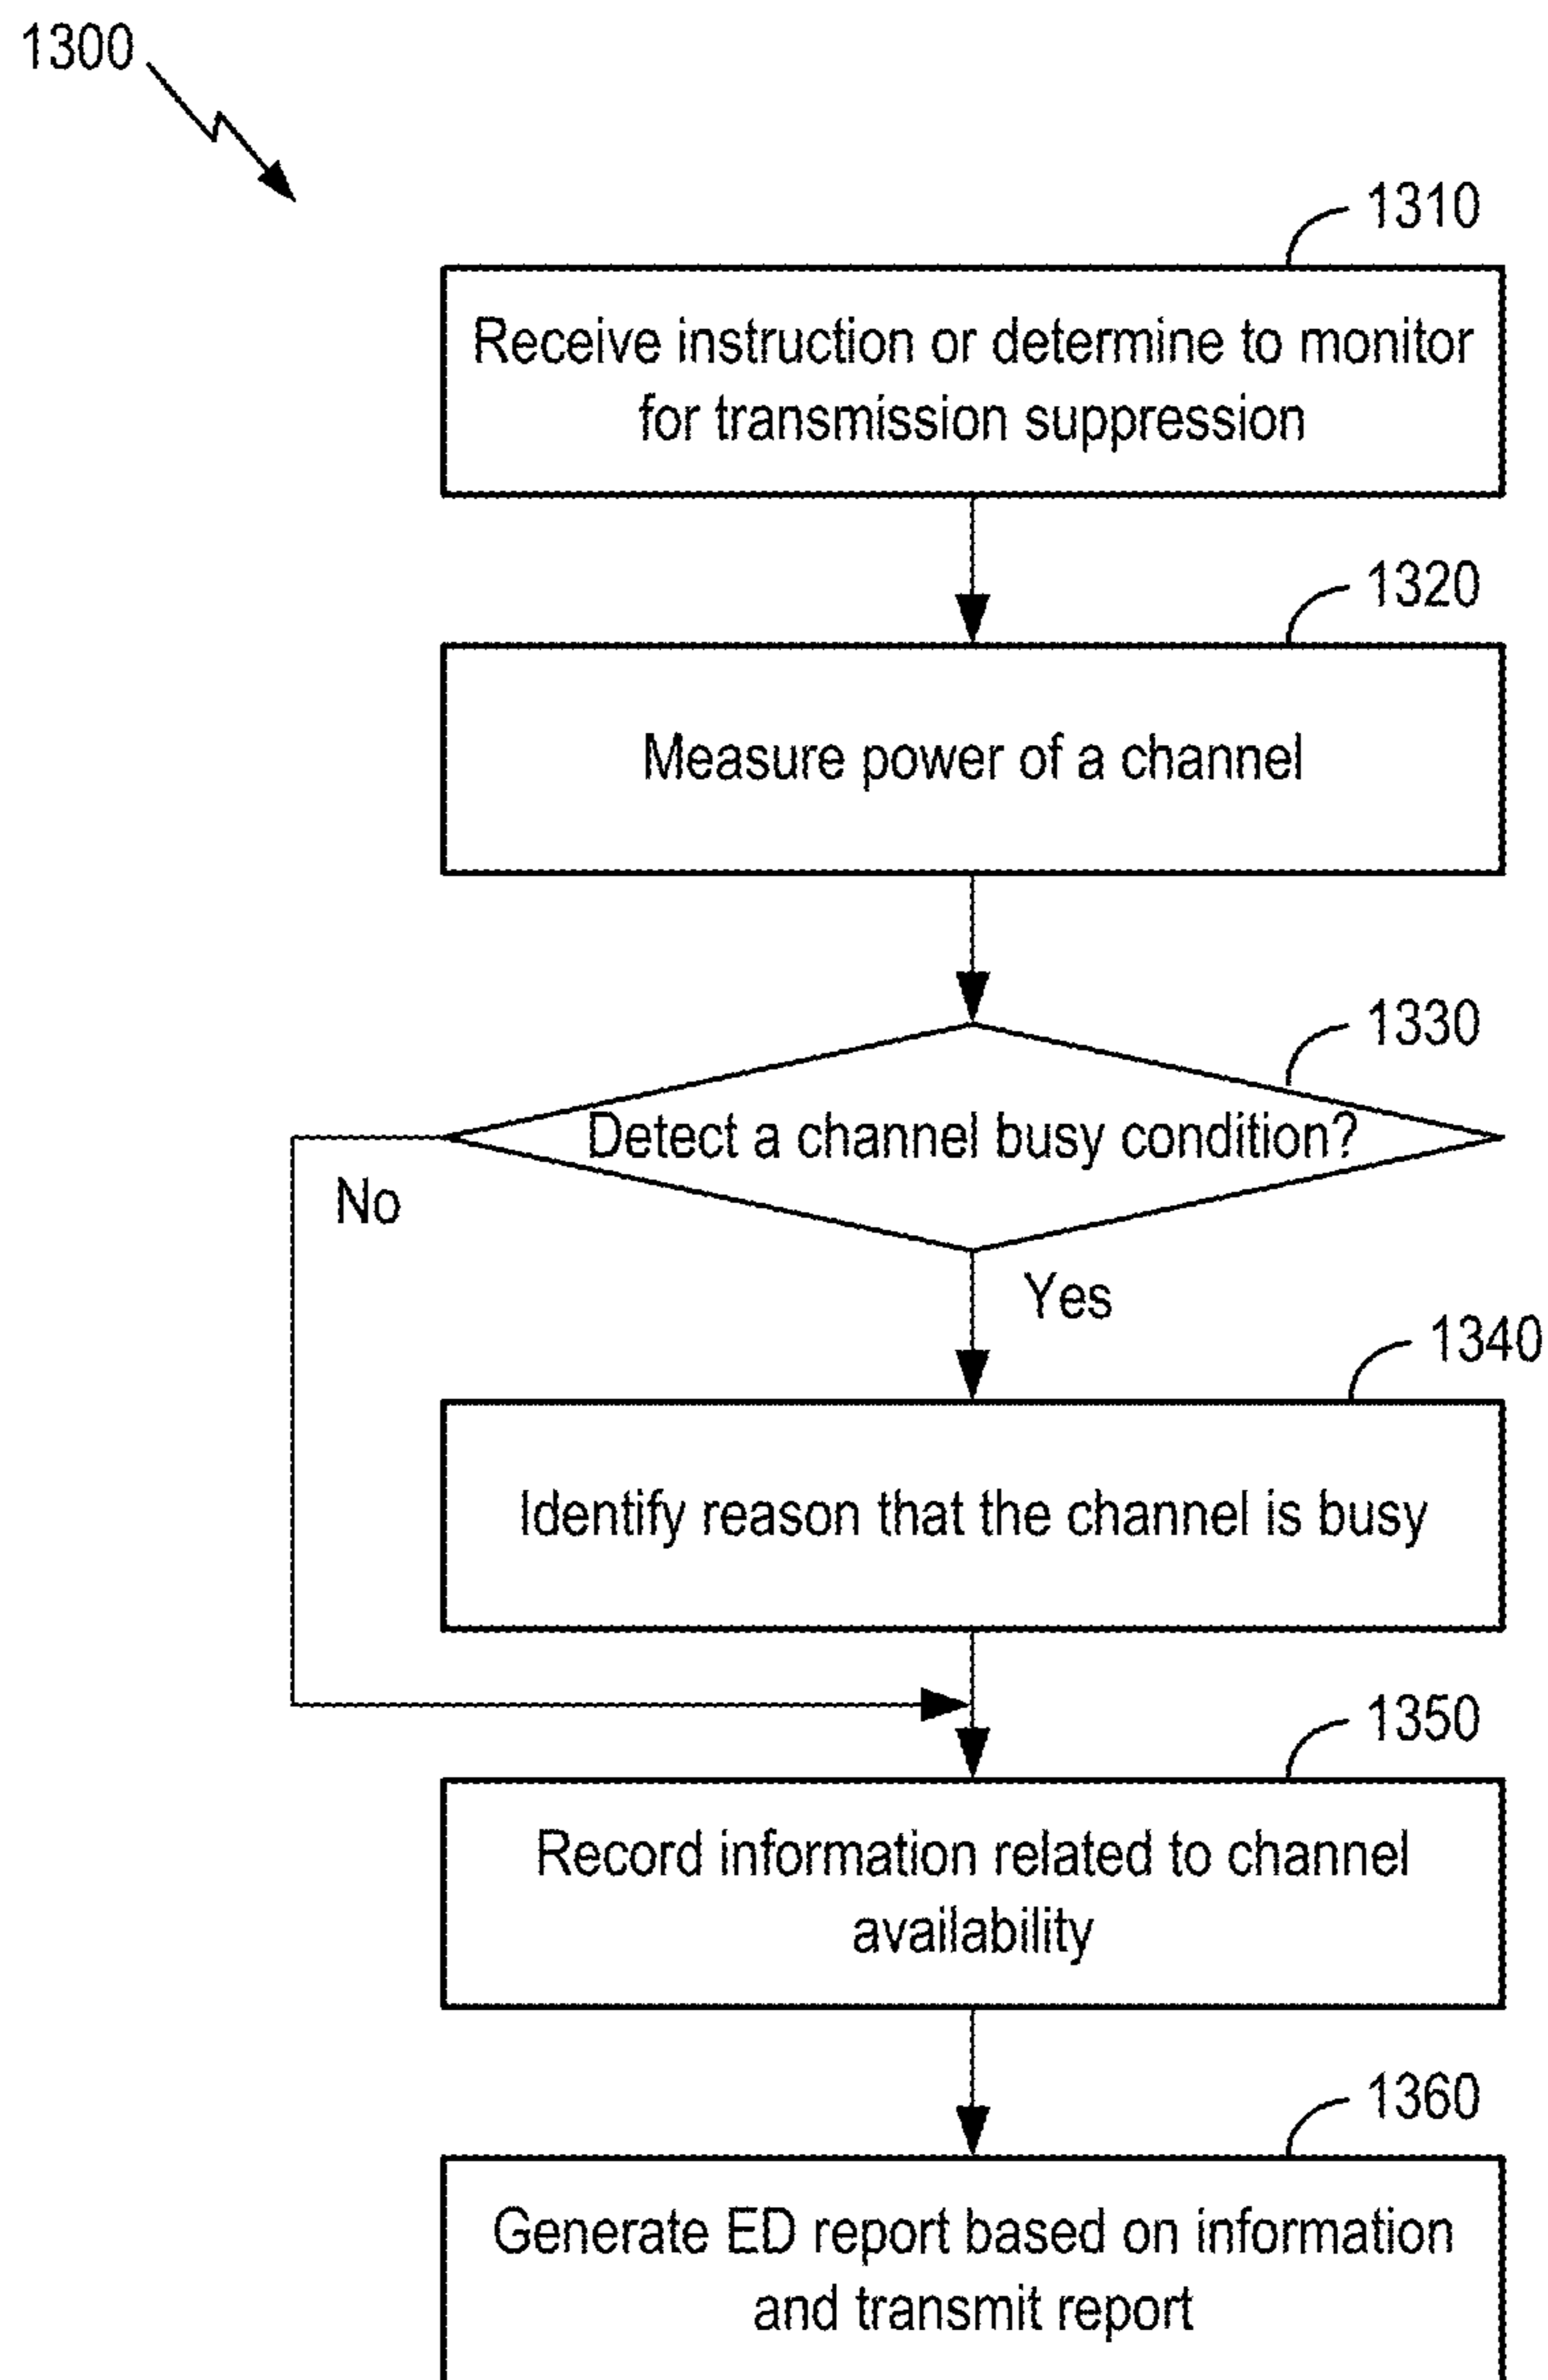 1300
1310
Receive instruction or determine to monitor
for transmission suppression
1320
Measure power of a channel
1330
Detect a channel busy condition?
No
Yes
1340
Identify reason that the channel is busy
1350
Record information related to channel
availability
1360
Generate ED report based on information
and transmit report